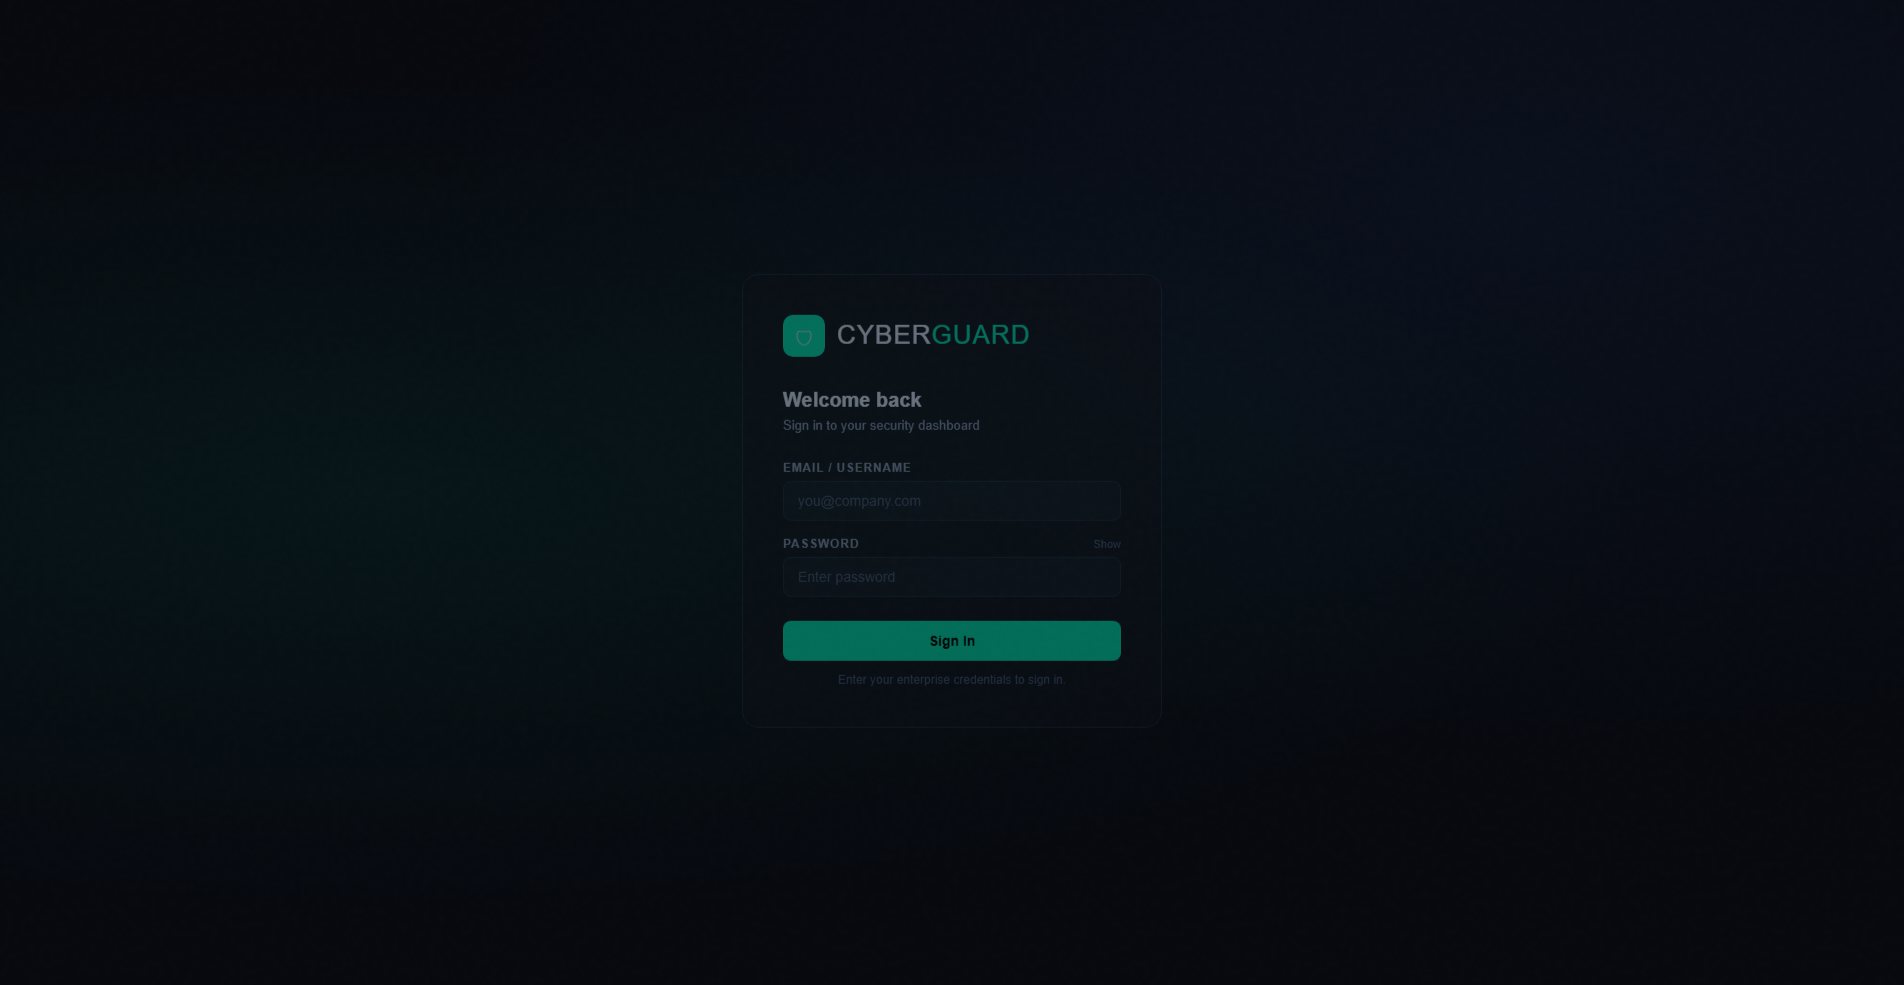 CYBERGUARD
Welcome back
Sign in to your security dashboard
EMAIL / USERNAME
you@company.com
PASSWORD Show
Enter password
Sign In
Enter your enterprise credentials to sign in.